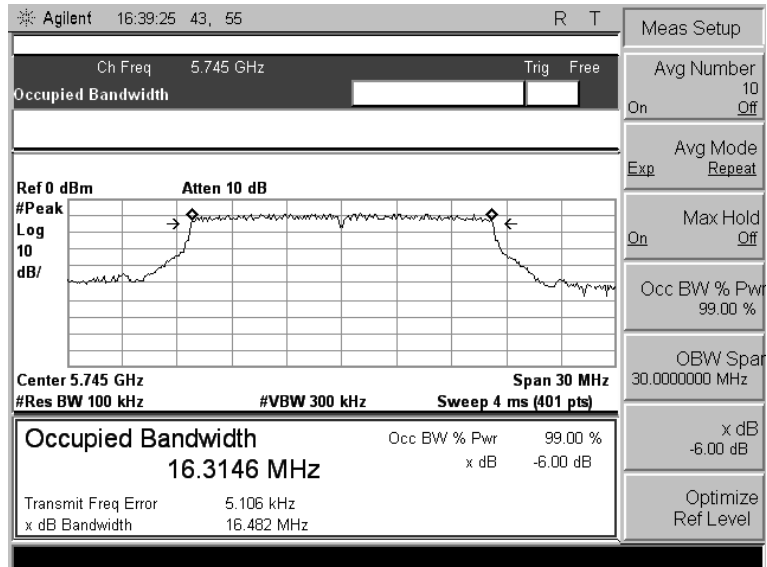 Agilent 16:39:25 43, 55 R T
Ch Freq 5.745 GHz Trig Free
Occupied Bandwidth
Ref 0 dBm Atten 10 dB
#Peak
Log
10
dB/
Center 5.745 GHz Span 30 MHz
#Res BW 100 kHz #VBW 300 kHz Sweep 4 ms (401 pts)
Occupied Bandwidth Occ BW % Pwr 99.00 %
16.3146 MHz x dB -6.00 dB
Transmit Freq Error 5.106 kHz
x dB Bandwidth 16.482 MHz
Meas Setup
Avg Number
10
On Off
Avg Mode
Exp Repeat
Max Hold
On Off
Occ BW % Pwr
99.00 %
OBW Span
30.0000000 MHz
x dB
-6.00 dB
Optimize
Ref Level